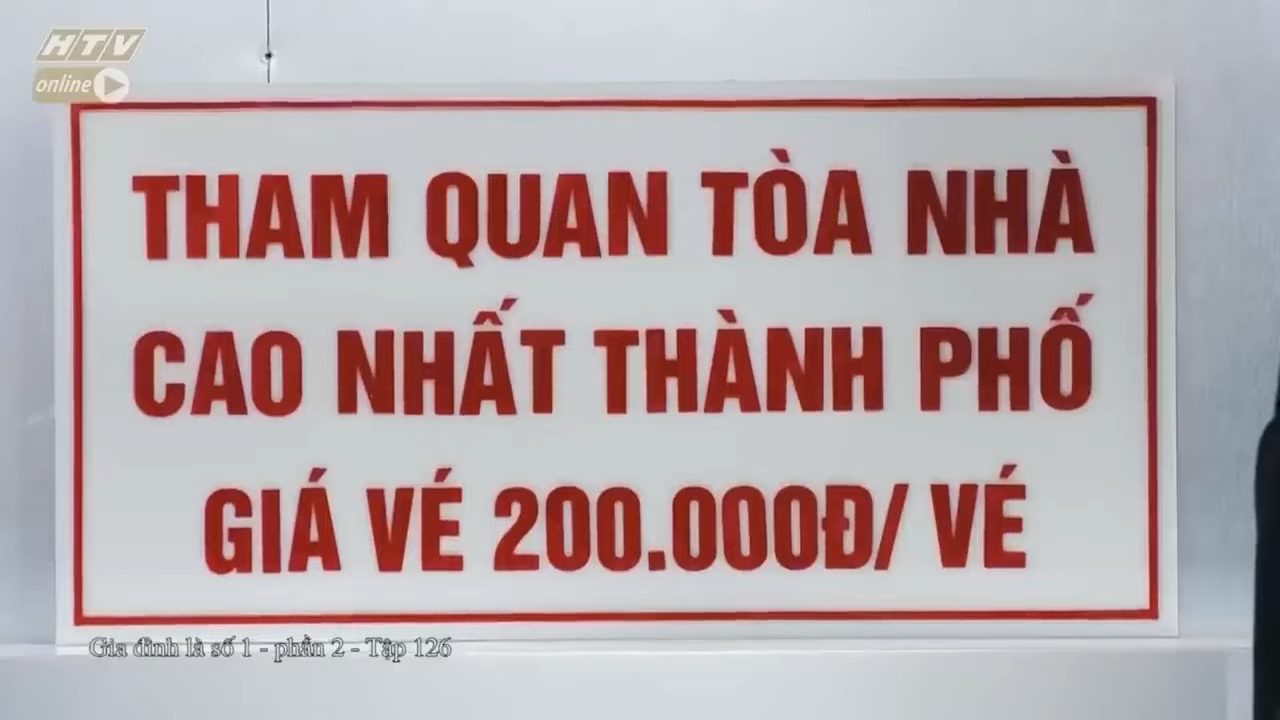 HTV
online
THAM QUAN TÒA NHÀ
CAO NHẤT THÀNH PHỐ
GIÁ VÉ 200.000Đ/ VÉ
Gia đình là số 1 - phần 2 - Tập 126